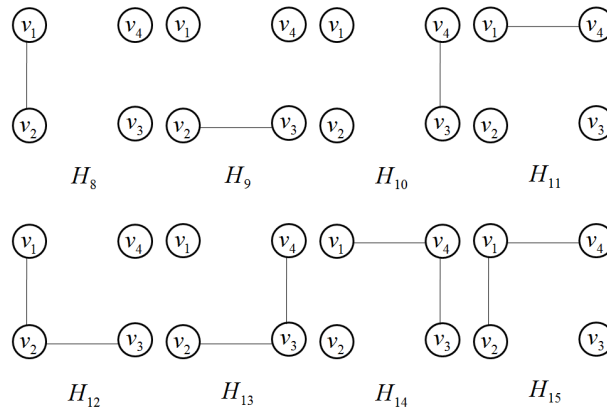 v₁ v₄ v₁ v₄ v₁ v₄ v₁ v₄
v₂ v₃ v₂ v₃ v₂ v₃ v₂ v₃
H₈ H₉ H₁₀ H₁₁
v₁ v₄ v₁ v₄ v₁ v₄ v₁ v₄
v₂ v₃ v₂ v₃ v₂ v₃ v₂ v₃
H₁₂ H₁₃ H₁₄ H₁₅